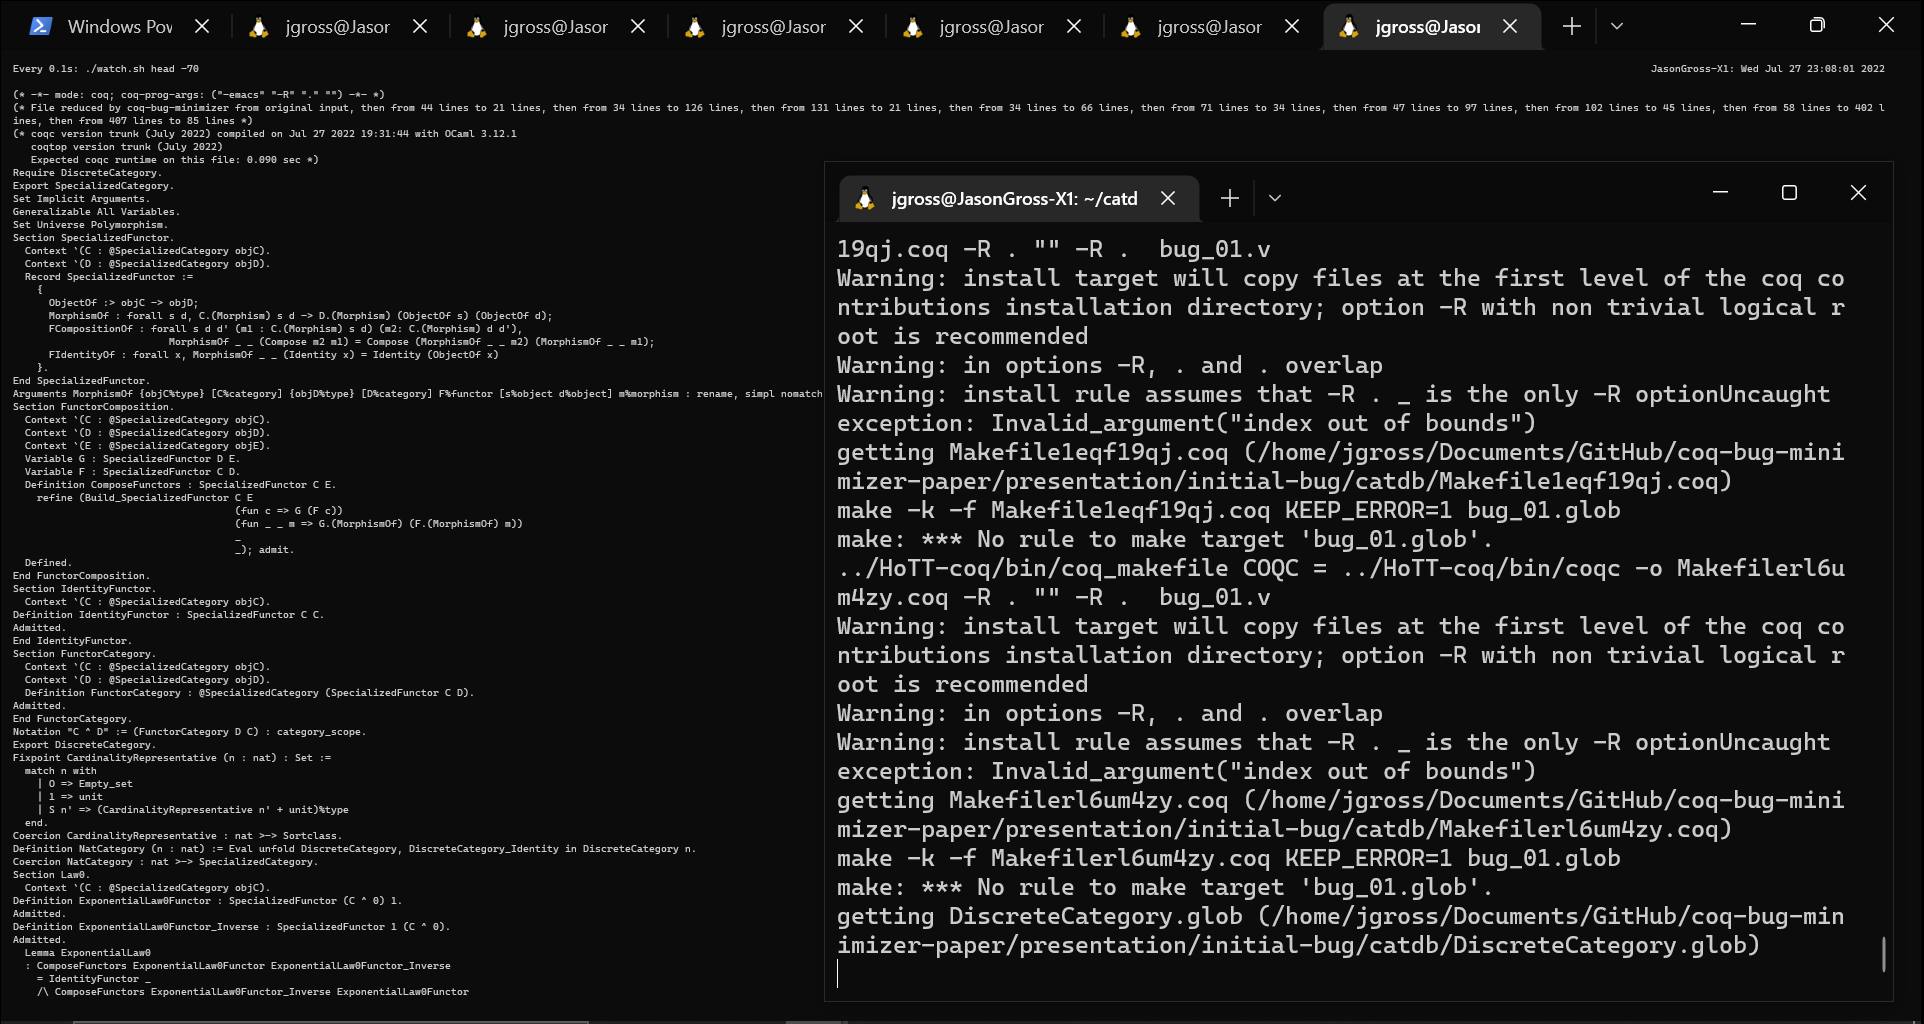 Windows Pow
jgross@Jason
jgross@Jason
jgross@Jason
jgross@Jason
jgross@Jason
jgross@Jason
Every 0.1s: ./watch.sh head -70
JasonGross-X1: Wed Jul 27 23:08:01 2022
(* -*- mode: coq; coq-prog-args: ("-emacs" "-R" "." "") -*- *)
(* File reduced by coq-bug-minimizer from original input, then from 44 lines to 21 lines, then from 34 lines to 126 lines, then from 131 lines to 21 lines, then from 34 lines to 66 lines, then from 71 lines to 34 lines, then from 47 lines to 97 lines, then from 102 lines to 45 lines, then from 58 lines to 402 l
ines, then from 407 lines to 85 lines *)
(* coqc version trunk (July 2022) compiled on Jul 27 2022 19:31:44 with OCaml 3.12.1
coqtop version trunk (July 2022)
Expected coqc runtime on this file: 0.090 sec *)
Require DiscreteCategory.
Export SpecializedCategory.
Set Implicit Arguments.
Generalizable All Variables.
Set Universe Polymorphism.
Section SpecializedFunctor.
Context `(C : @SpecializedCategory objC).
Context `(D : @SpecializedCategory objD).
Record SpecializedFunctor :=
{
ObjectOf :> objC -> objD;
MorphismOf : forall s d, C.(Morphism) s d -> D.(Morphism) (ObjectOf s) (ObjectOf d);
FCompositionOf : forall s d d' (m1 : C.(Morphism) s d) (m2: C.(Morphism) d d'),
MorphismOf _ _ (Compose m2 m1) = Compose (MorphismOf _ _ m2) (MorphismOf _ _ m1);
FIdentityOf : forall x, MorphismOf _ _ (Identity x) = Identity (ObjectOf x)
}.
End SpecializedFunctor.
Arguments MorphismOf {objC%type} [C%category] {objD%type} [D%category] F%functor [s%object d%object] m%morphism : rename, simpl nomatch
Section FunctorComposition.
Context `(C : @SpecializedCategory objC).
Context `(D : @SpecializedCategory objD).
Context `(E : @SpecializedCategory objE).
Variable G : SpecializedFunctor D E.
Variable F : SpecializedFunctor C D.
Definition ComposeFunctors : SpecializedFunctor C E.
refine (Build_SpecializedFunctor C E
(fun c => G (F c))
(fun _ _ m => G.(MorphismOf) (F.(MorphismOf) m))
_
_); admit.
Defined.
End FunctorComposition.
Section IdentityFunctor.
Context `(C : @SpecializedCategory objC).
Definition IdentityFunctor : SpecializedFunctor C C.
Admitted.
End IdentityFunctor.
Section FunctorCategory.
Context `(C : @SpecializedCategory objC).
Context `(D : @SpecializedCategory objD).
Definition FunctorCategory : @SpecializedCategory (SpecializedFunctor C D).
Admitted.
End FunctorCategory.
Notation "C ^ D" := (FunctorCategory D C) : category_scope.
Export DiscreteCategory.
Fixpoint CardinalityRepresentative (n : nat) : Set :=
match n with
| O => Empty_set
| 1 => unit
| S n' => (CardinalityRepresentative n' + unit)%type
end.
Coercion CardinalityRepresentative : nat >-> Sortclass.
Definition NatCategory (n : nat) := Eval unfold DiscreteCategory, DiscreteCategory_Identity in DiscreteCategory n.
Coercion NatCategory : nat >-> SpecializedCategory.
Section Law0.
Context `(C : @SpecializedCategory objC).
Definition ExponentialLaw0Functor : SpecializedFunctor (C ^ 0) 1.
Admitted.
Definition ExponentialLaw0Functor_Inverse : SpecializedFunctor 1 (C ^ 0).
Admitted.
Lemma ExponentialLaw0
: ComposeFunctors ExponentialLaw0Functor ExponentialLaw0Functor_Inverse
= IdentityFunctor _
/\ ComposeFunctors ExponentialLaw0Functor_Inverse ExponentialLaw0Functor
jgross@JasonGross-X1: ~/catd
19qj.coq -R . "" -R .  bug_01.v
Warning: install target will copy files at the first level of the coq co
ntributions installation directory; option -R with non trivial logical r
oot is recommended
Warning: in options -R, . and . overlap
Warning: install rule assumes that -R . _ is the only -R optionUncaught
exception: Invalid_argument("index out of bounds")
getting Makefile1eqf19qj.coq (/home/jgross/Documents/GitHub/coq-bug-mini
mizer-paper/presentation/initial-bug/catdb/Makefile1eqf19qj.coq)
make -k -f Makefile1eqf19qj.coq KEEP_ERROR=1 bug_01.glob
make: *** No rule to make target 'bug_01.glob'.
../HoTT-coq/bin/coq_makefile COQC = ../HoTT-coq/bin/coqc -o Makefilerl6u
m4zy.coq -R . "" -R .  bug_01.v
Warning: install target will copy files at the first level of the coq co
ntributions installation directory; option -R with non trivial logical r
oot is recommended
Warning: in options -R, . and . overlap
Warning: install rule assumes that -R . _ is the only -R optionUncaught
exception: Invalid_argument("index out of bounds")
getting Makefilerl6um4zy.coq (/home/jgross/Documents/GitHub/coq-bug-mini
mizer-paper/presentation/initial-bug/catdb/Makefilerl6um4zy.coq)
make -k -f Makefilerl6um4zy.coq KEEP_ERROR=1 bug_01.glob
make: *** No rule to make target 'bug_01.glob'.
getting DiscreteCategory.glob (/home/jgross/Documents/GitHub/coq-bug-min
imizer-paper/presentation/initial-bug/catdb/DiscreteCategory.glob)